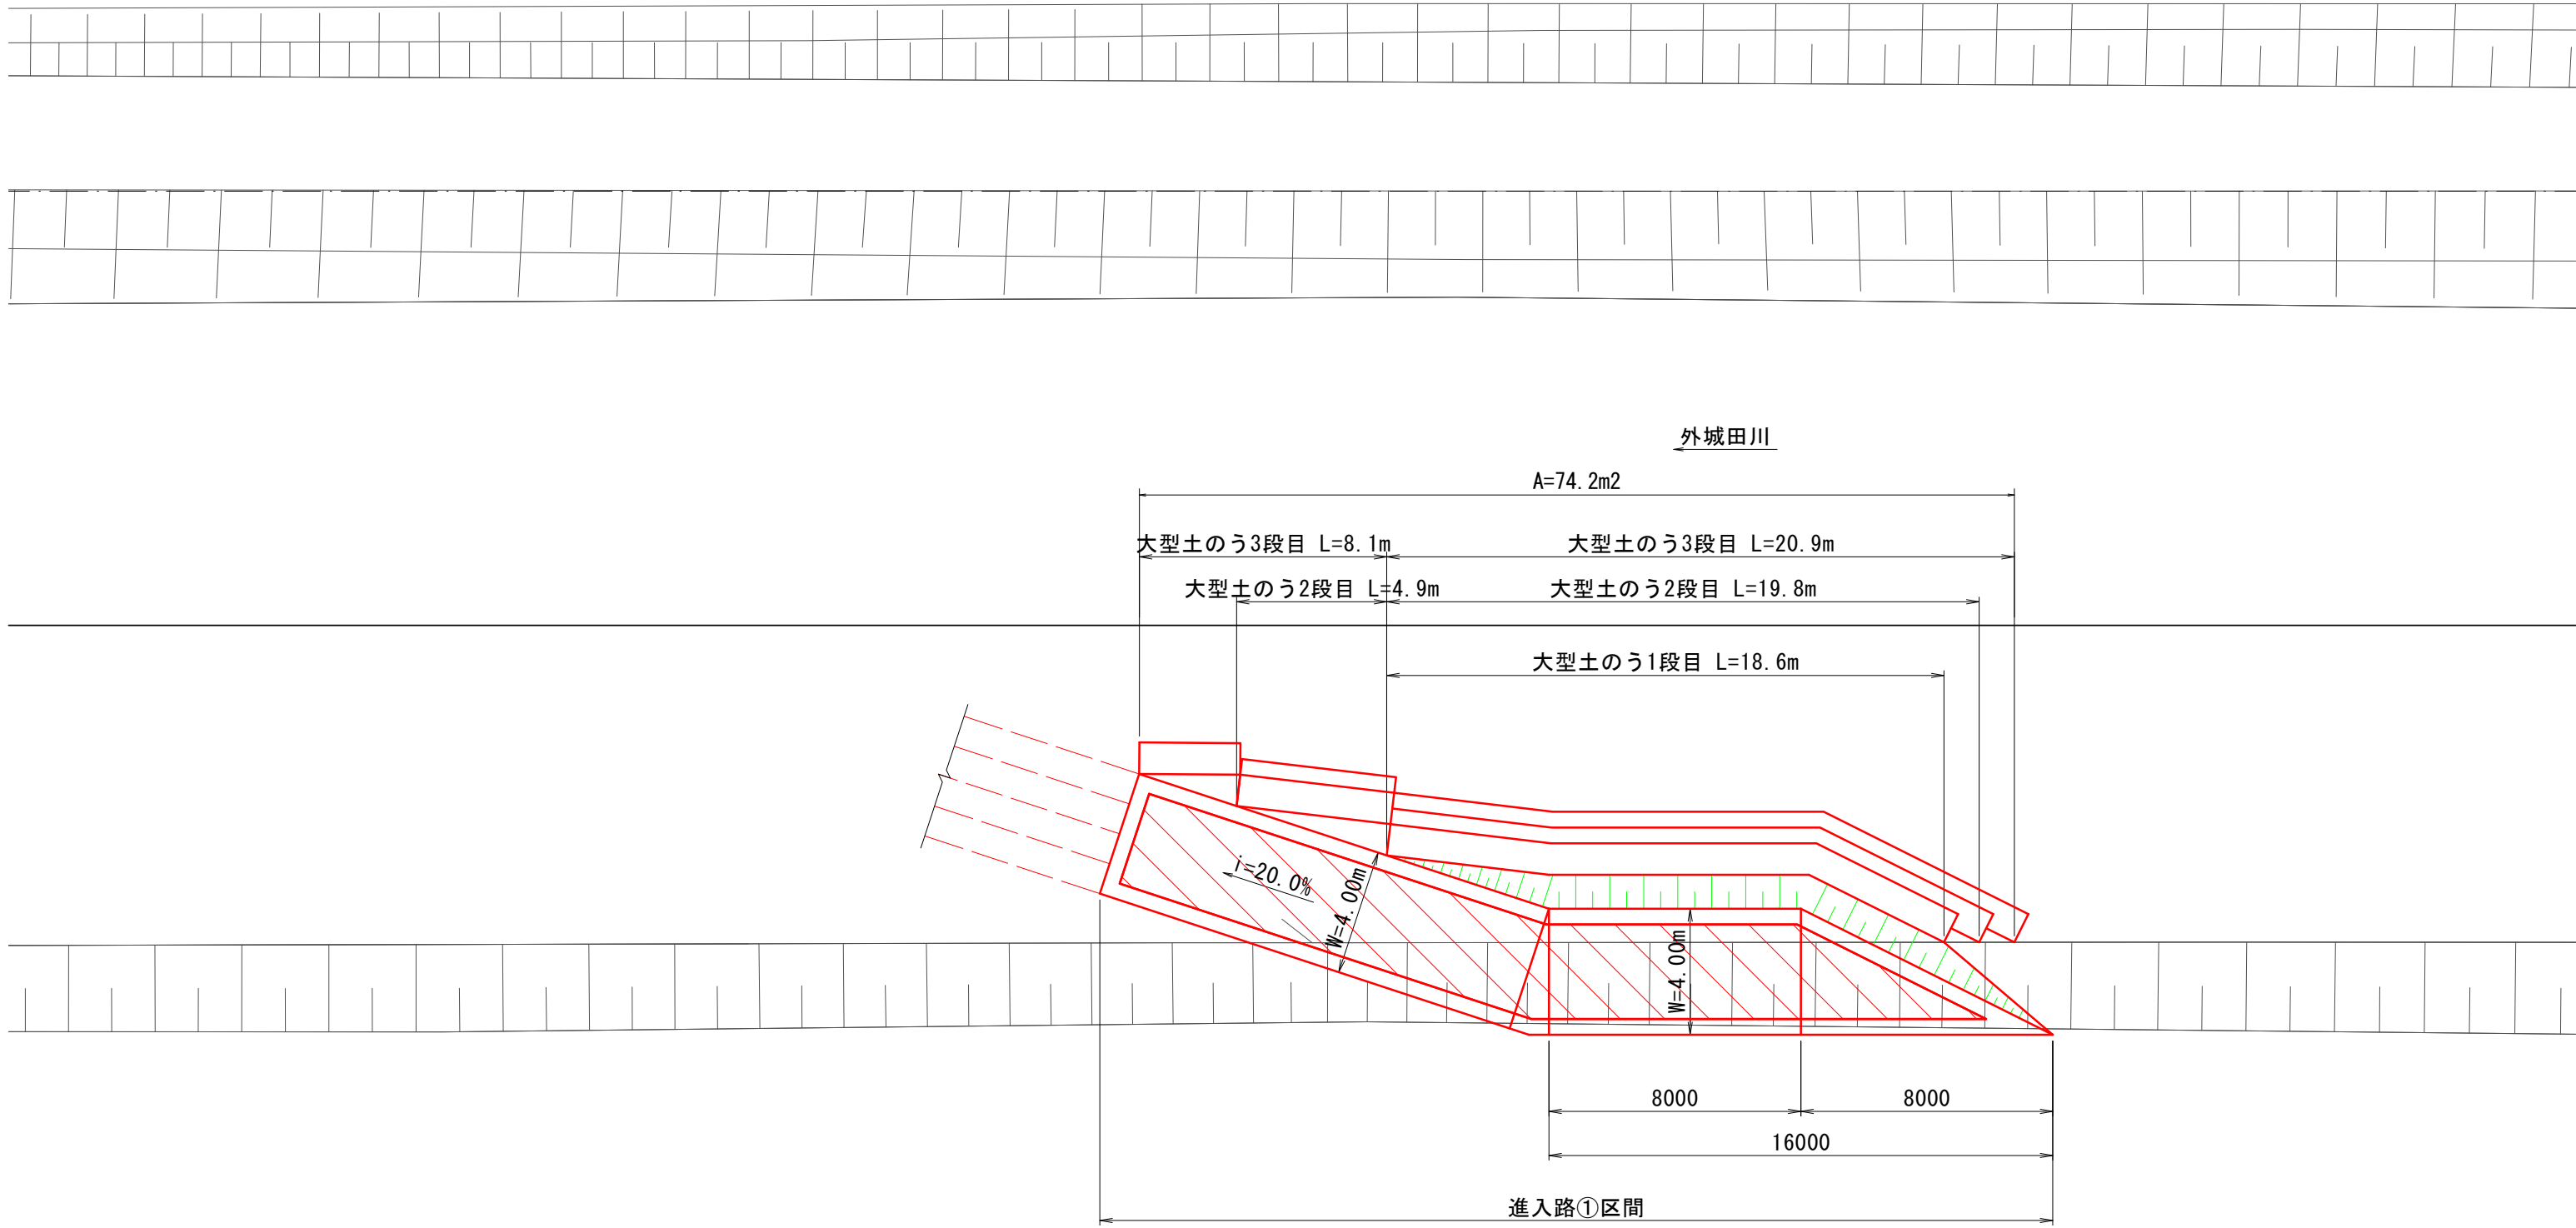 外城田川
A=74.2m2
大型土のう3段目 L=8.1m
大型土のう3段目 L=20.9m
大型土のう2段目 L=4.9m
大型土のう2段目 L=19.8m
大型土のう1段目 L=18.6m
i=20.0%
W=4.00m
W=4.00m
8000
8000
16000
進入路①区間